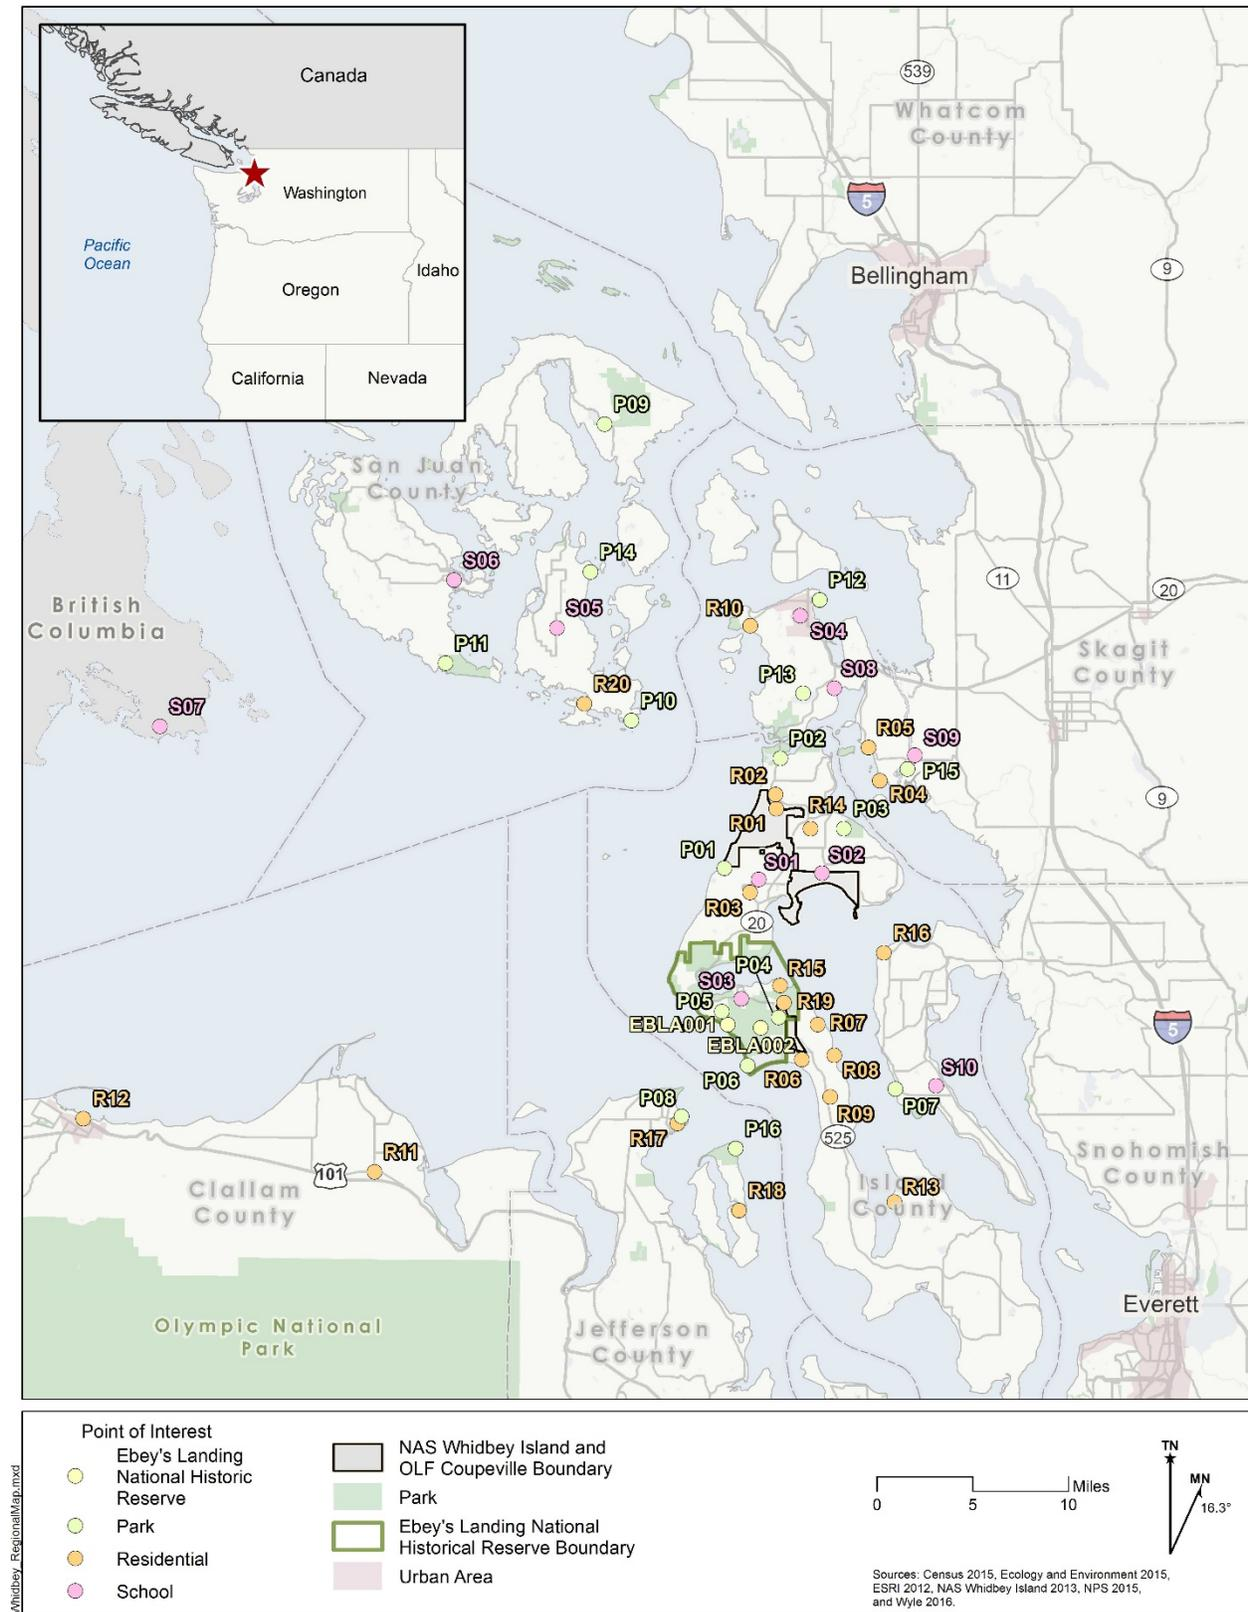 Canada
Washington
Pacific
Ocean
Idaho
Oregon
California
Nevada
539
Whatcom
County
5
Bellingham
9
P09
San Juan
County
P14
S06
P12
11
20
British
Columbia
S05
R10
S04
P11
Skagit
County
P13
S08
R20
S07
P10
R05
P02
S09
P15
R02
R04
R14
P03
9
R01
P01
S01
S02
R03
20
R16
P04
R15
S03
P05
R19
EBLA001
R07
5
EBLA002
P06
R06
R08
S10
R12
P08
P07
R09
R17
P16
525
R11
Snohomish
County
101
Clallam
County
R18
Island
County
R13
Everett
Olympic National
Park
Jefferson
County
Whidbey_RegionalMap.mxd
Point of Interest
Ebey's Landing
National Historic
Reserve
Park
Residential
School
NAS Whidbey Island and
OLF Coupeville Boundary
Park
Ebey's Landing National
Historical Reserve Boundary
Urban Area
Miles
0 5 10
TN
MN
16.3°
Sources: Census 2015, Ecology and Environment 2015,
ESRI 2012, NAS Whidbey Island 2013, NPS 2015,
and Wyle 2016.